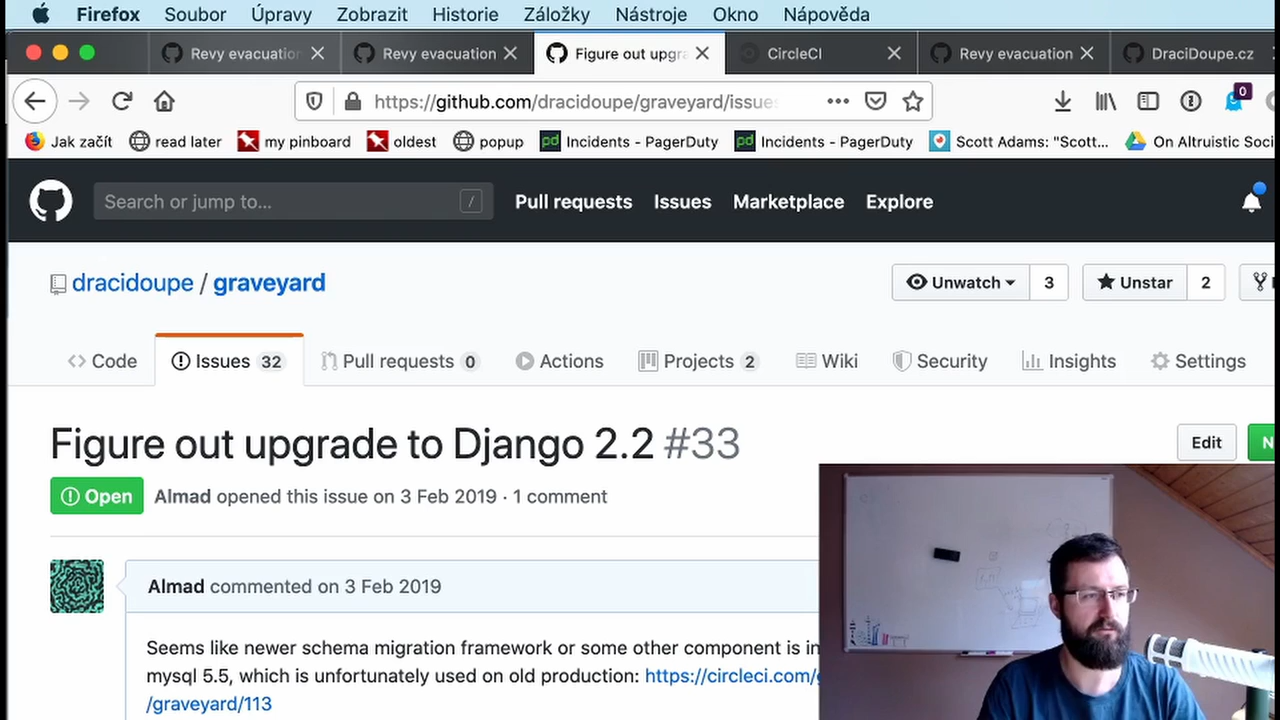 Firefox Soubor Úpravy Zobrazit Historie Záložky Nástroje Okno Nápověda
Revy evacuation Revy evacuation Figure out upgra CircleCI Revy evacuation DraciDoupe.cz
https://github.com/dracidoupe/graveyard/issues 0
Jak začít read later my pinboard oldest popup pd Incidents - PagerDuty pd Incidents - PagerDuty Scott Adams: "Scott... On Altruistic Soci
Search or jump to... / Pull requests Issues Marketplace Explore
dracidoupe / graveyard Unwatch 3 Unstar 2
Code Issues 32 Pull requests 0 Actions Projects 2 Wiki Security Insights Settings
Figure out upgrade to Django 2.2 #33 Edit N
Open Almad opened this issue on 3 Feb 2019 · 1 comment
Almad commented on 3 Feb 2019
Seems like newer schema migration framework or some other component is in
mysql 5.5, which is unfortunately used on old production: https://circleci.com/g
/graveyard/113